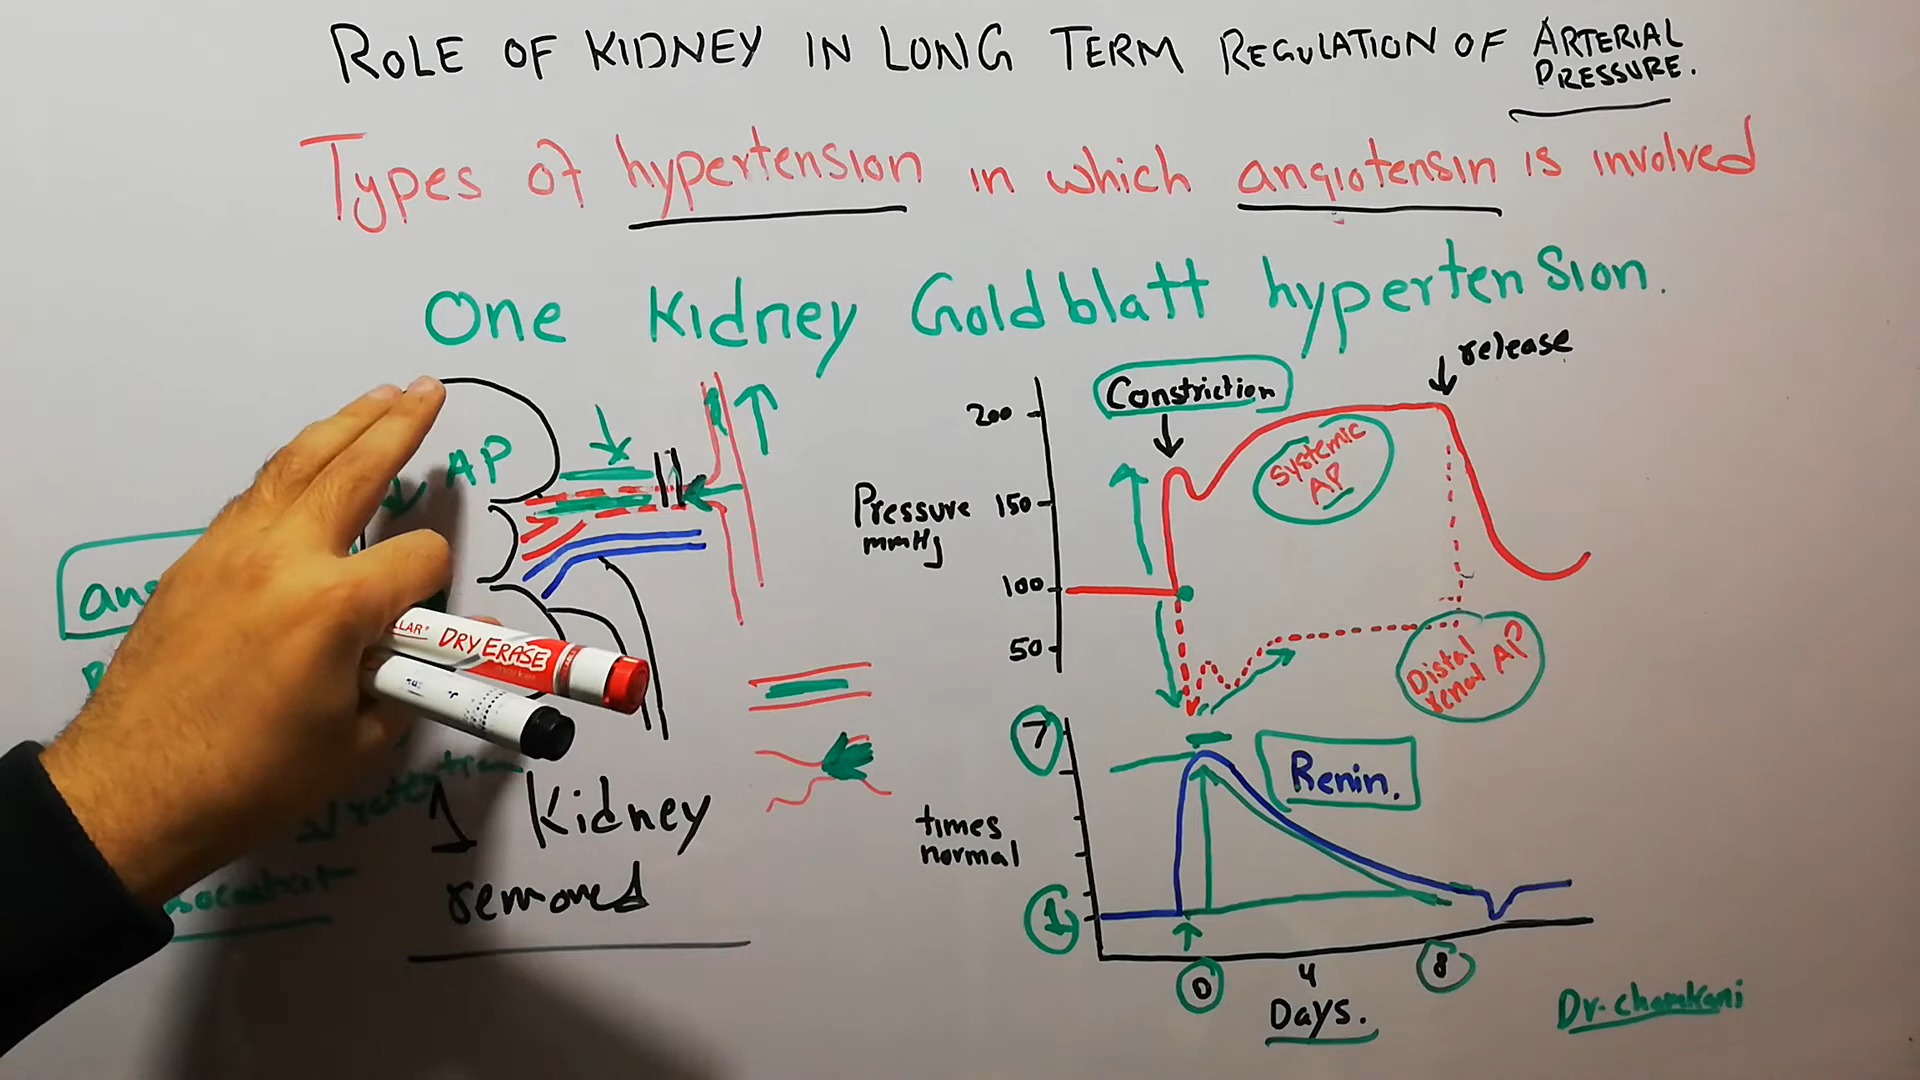 ROLE OF KIDNEY IN LONG TERM REGULATION OF ARTERIAL PRESSURE.
Types of hypertension in which angiotensin is involved
One Kidney Goldblatt hypertension.
AP
1 Kidney
removed
DRY ERASE
Constriction
release
Systemic
AP
Pressure
mmHg
200
150
100
50
Distal
renal AP
Renin.
7
times
normal
1
0
4
8
Days.
Dr. chamkani